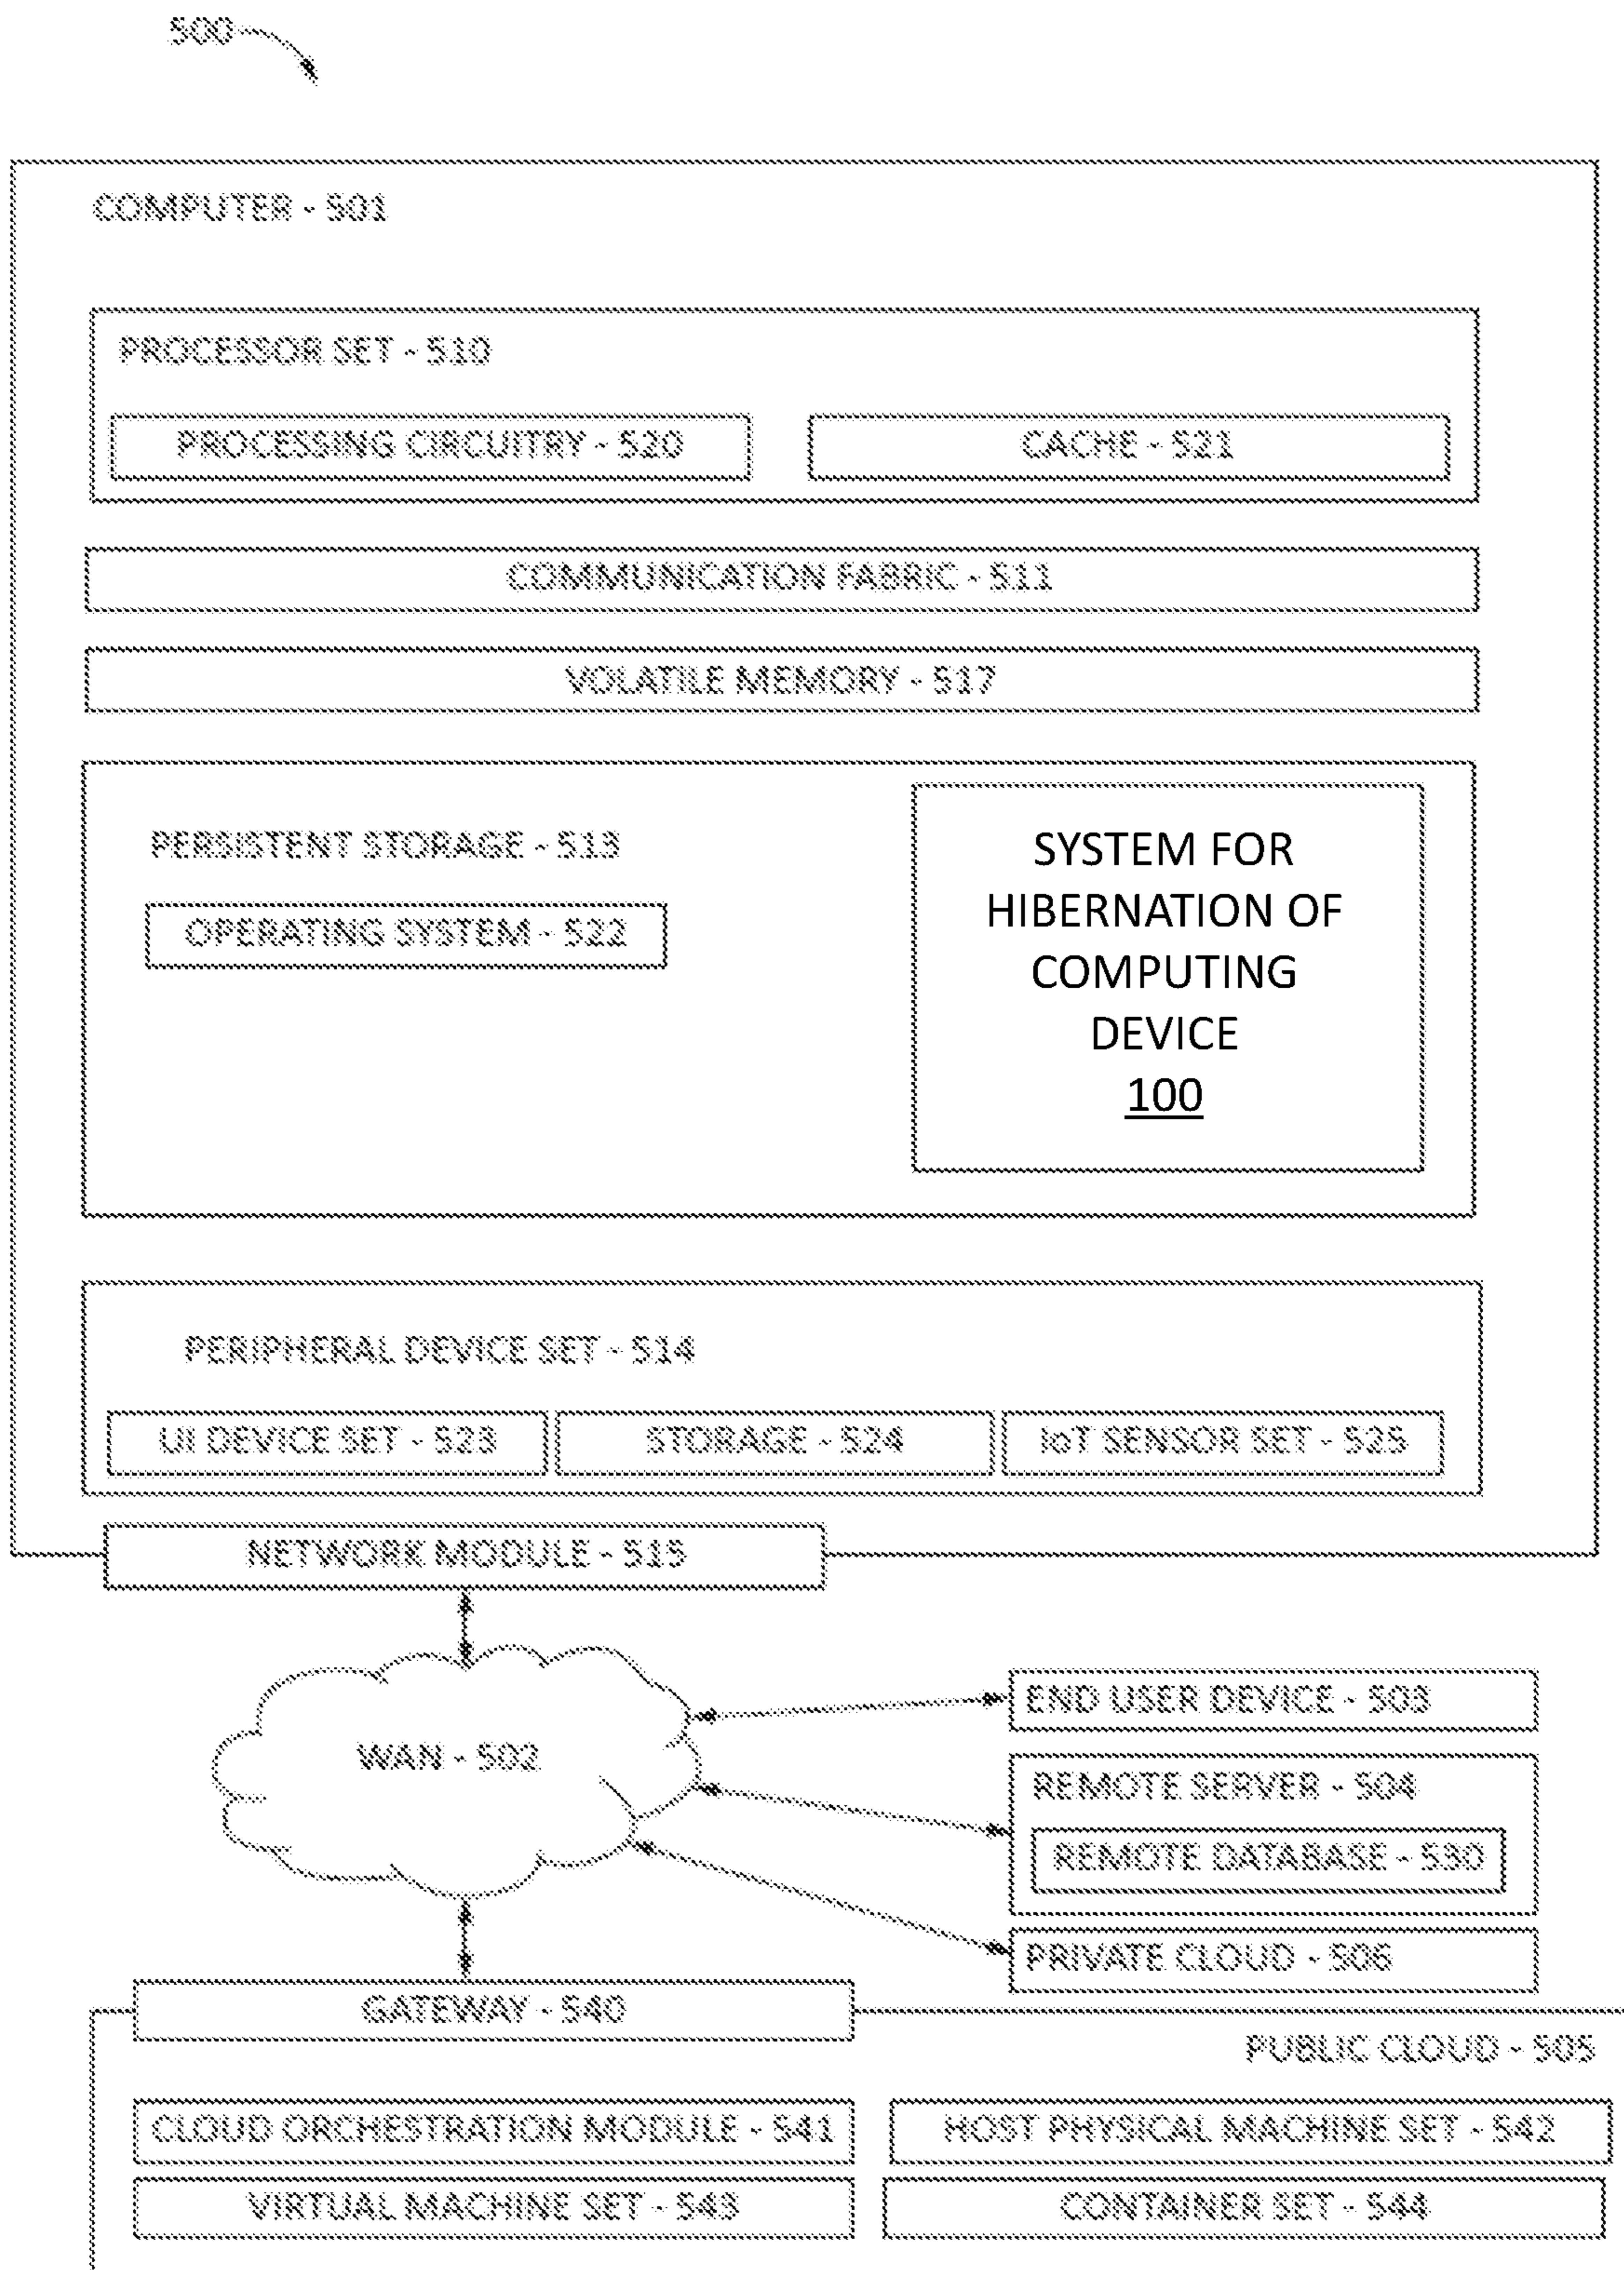 500
COMPUTER - 501
PROCESSOR SET - 510
PROCESSING CIRCUITRY - 520
CACHE - 521
COMMUNICATION FABRIC - 511
VOLATILE MEMORY - 517
PERSISTENT STORAGE - 513
OPERATING SYSTEM - 522
SYSTEM FOR
HIBERNATION OF
COMPUTING
DEVICE
100
PERIPHERAL DEVICE SET - 514
UI DEVICE SET - 523
STORAGE - 524
IoT SENSOR SET - 525
NETWORK MODULE - 515
WAN - 502
END USER DEVICE - 503
REMOTE SERVER - 504
REMOTE DATABASE - 530
PRIVATE CLOUD - 506
GATEWAY - 540
PUBLIC CLOUD - 505
CLOUD ORCHESTRATION MODULE - 541
HOST PHYSICAL MACHINE SET - 542
VIRTUAL MACHINE SET - 543
CONTAINER SET - 544